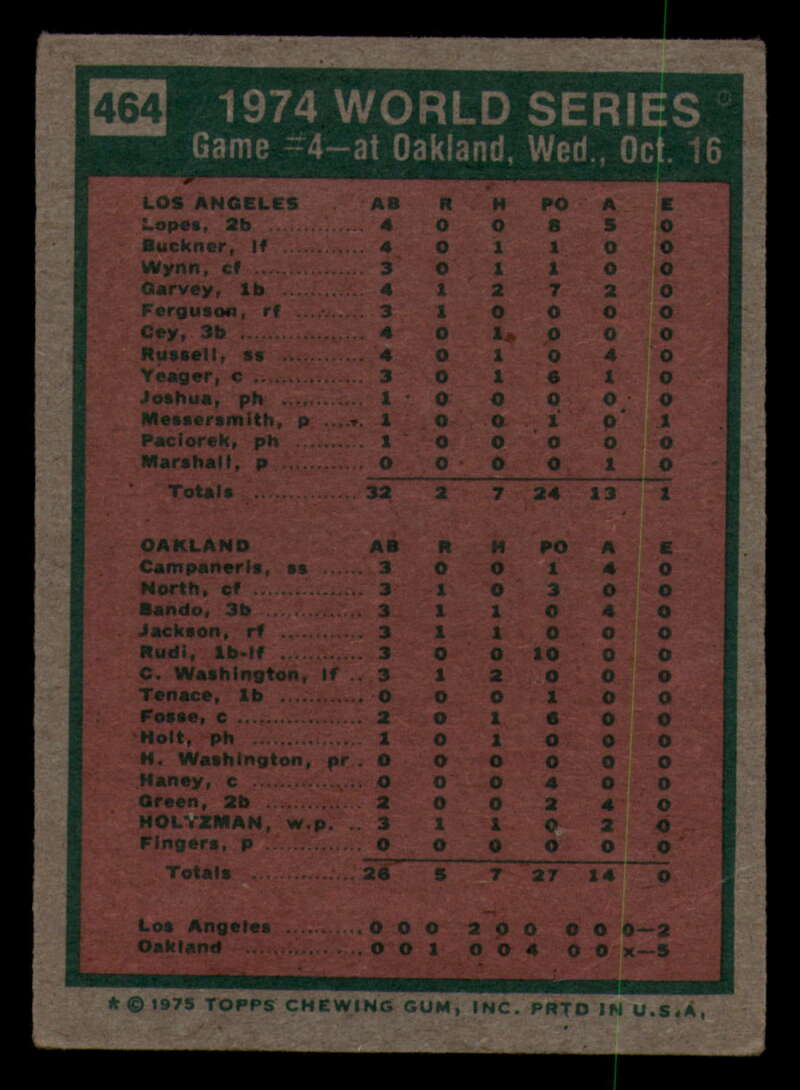 464 1974 WORLD SERIES ®
Game #4—at Oakland, Wed., Oct. 16
LOS ANGELES AB R H PO A E
Lopes, 2b .............. 4 0 0 8 5 0
Buckner, lf ............ 4 0 1 1 0 0
Wynn, cf ................ 3 0 1 1 0 0
Garvey, 1b ............ 4 1 2 7 2 0
Ferguson, rf .......... 3 1 0 0 0 0
Cey, 3b .................. 4 0 1 0 0 0
Russell, ss ............ 4 0 1 0 4 0
Yeager, c ................ 3 0 1 6 1 0
Joshua, ph ............ 1 0 0 0 0 0
Messersmith, p ...... 1 0 0 1 0 1
Paciorek, ph .......... 1 0 0 0 0 0
Marshall, p ............ 0 0 0 0 1 0
Totals ................ 32 2 7 24 13 1
OAKLAND AB R H PO A E
Campaneris, ss ...... 3 0 0 1 4 0
North, cf ................ 3 1 0 3 0 0
Bando, 3b .............. 3 1 1 0 4 0
Jackson, rf ............ 3 1 1 0 0 0
Rudi, 1b-lf ............ 3 0 0 10 0 0
C. Washington, lf .. 3 1 2 0 0 0
Tenace, 1b ............ 0 0 0 1 0 0
Fosse, c .................. 2 0 1 6 0 0
Holt, ph ................ 1 0 1 0 0 0
H. Washington, pr . 0 0 0 0 0 0
Haney, c ................ 0 0 0 4 0 0
Green, 2b .............. 2 0 0 2 4 0
HOLTZMAN, w.p. .. 3 1 1 0 2 0
Fingers, p .............. 0 0 0 0 0 0
Totals ................ 26 5 7 27 14 0
Los Angeles ........... 0 0 0 2 0 0 0 0 0—2
Oakland ................. 0 0 1 0 0 4 0 0 x—5
* © 1975 TOPPS CHEWING GUM, INC. PRTD IN U.S.A.